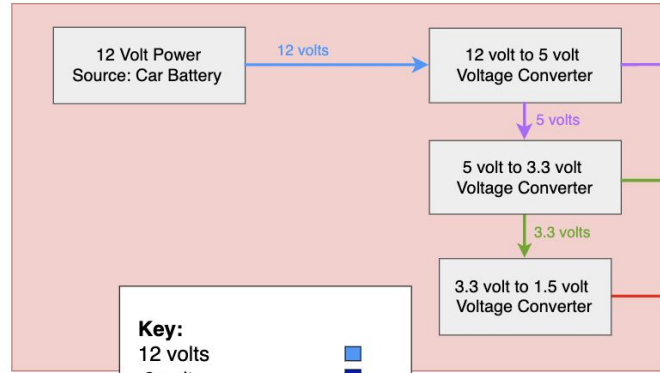 12 Volt Power
Source: Car Battery
12 volts
12 volt to 5 volt
Voltage Converter
5 volts
5 volt to 3.3 volt
Voltage Converter
3.3 volts
3.3 volt to 1.5 volt
Voltage Converter
Key:
12 volts